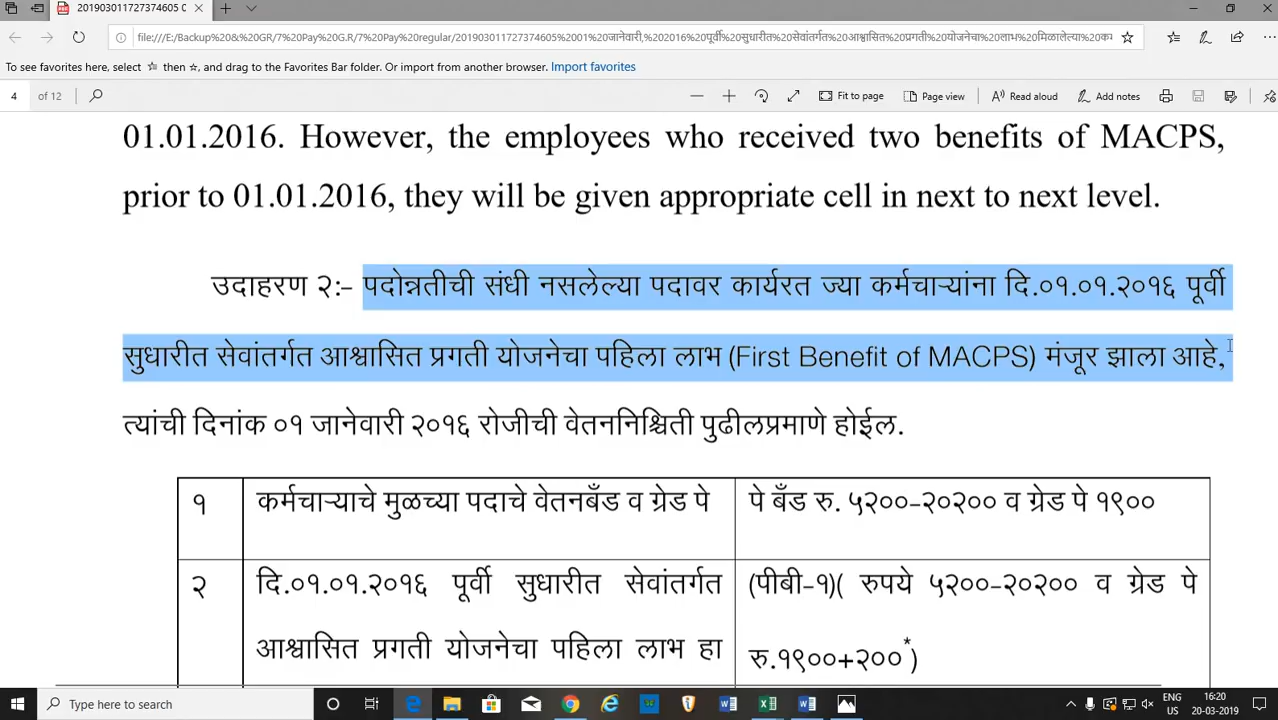 201903011727374605 0
file:///E:/Backup%20&%20GR/7%20Pay%20G.R/7%20Pay%20regular/201903011727374605%2001%20जानेवारी,%202016%20पूर्वी%20सुधारीत%20सेवांतर्गत%20आश्वासित%20प्रगती%20योजनेचा%20लाभ%20मिळालेल्या%20कम
To see favorites here, select ☆ then ☆, and drag to the Favorites Bar folder. Or import from another browser. Import favorites
4 of 12 Fit to page Page view Read aloud Add notes
01.01.2016. However, the employees who received two benefits of MACPS,
prior to 01.01.2016, they will be given appropriate cell in next to next level.
उदाहरण २:- पदोन्नतीची संधी नसलेल्या पदावर कार्यरत ज्या कर्मचाऱ्यांना दि.०१.०१.२०१६ पूर्वी
सुधारीत सेवांतर्गत आश्वासित प्रगती योजनेचा पहिला लाभ (First Benefit of MACPS) मंजूर झाला आहे,
त्यांची दिनांक ०१ जानेवारी २०१६ रोजीची वेतननिश्चिती पुढीलप्रमाणे होईल.
१ कर्मचाऱ्याचे मुळच्या पदाचे वेतनबँड व ग्रेड पे पे बँड रु. ५२००-२०२०० व ग्रेड पे १९००
२ दि.०१.०१.२०१६ पूर्वी सुधारीत सेवांतर्गत (पीबी-१)( रुपये ५२००-२०२०० व ग्रेड पे
आश्वासित प्रगती योजनेचा पहिला लाभ हा रु.१९००+२००*)
Type here to search ENG US 16:20 20-03-2019